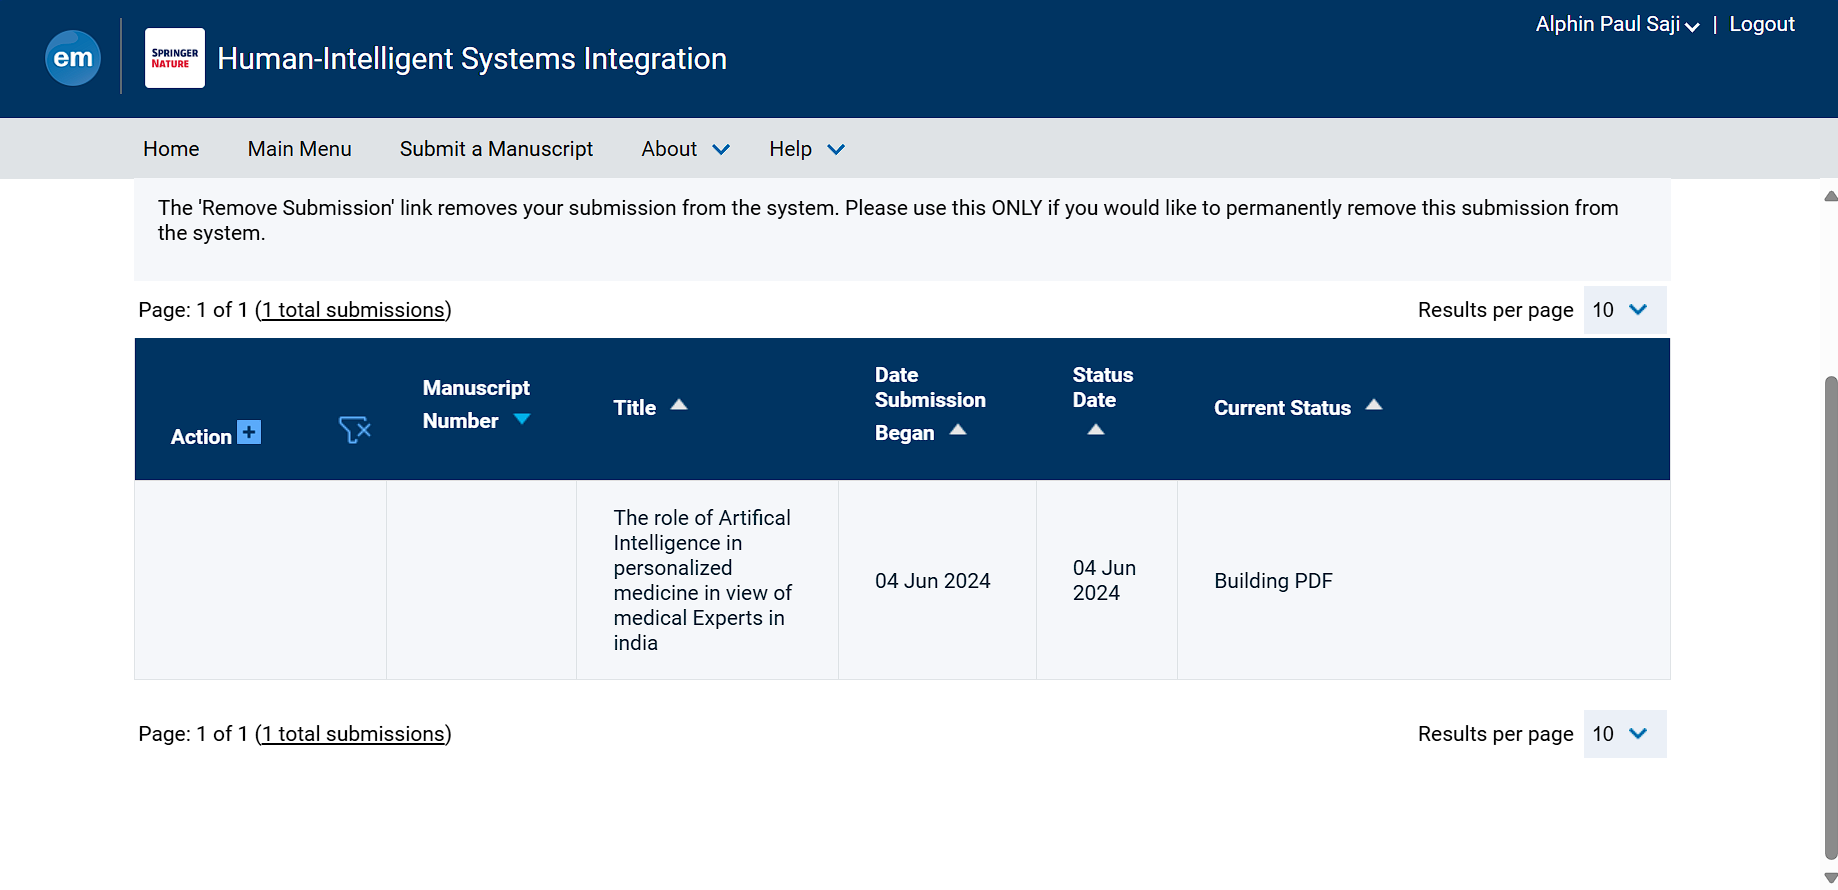 Alphin Paul Saji | Logout
em
SPRINGER
NATURE
Human-Intelligent Systems Integration
Home Main Menu Submit a Manuscript About Help
The 'Remove Submission' link removes your submission from the system. Please use this ONLY if you would like to permanently remove this submission from
the system.
Page: 1 of 1 (1 total submissions)
Results per page 10
Action +
Manuscript
Number
Title
Date
Submission
Began
Status
Date
Current Status
The role of Artifical
Intelligence in
personalized
medicine in view of
medical Experts in
india
04 Jun 2024
04 Jun
2024
Building PDF
Page: 1 of 1 (1 total submissions)
Results per page 10